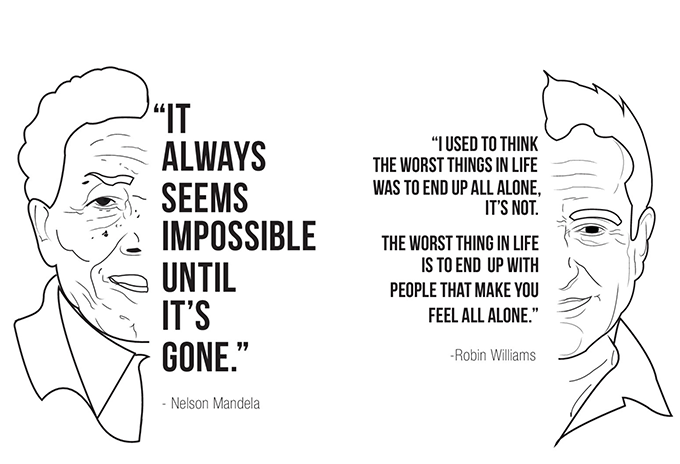 “IT
ALWAYS
SEEMS
IMPOSSIBLE
UNTIL
IT’S
GONE.”
- Nelson Mandela
“I USED TO THINK
THE WORST THINGS IN LIFE
WAS TO END UP ALL ALONE,
IT’S NOT.
THE WORST THING IN LIFE
IS TO END UP WITH
PEOPLE THAT MAKE YOU
FEEL ALL ALONE.”
-Robin Williams